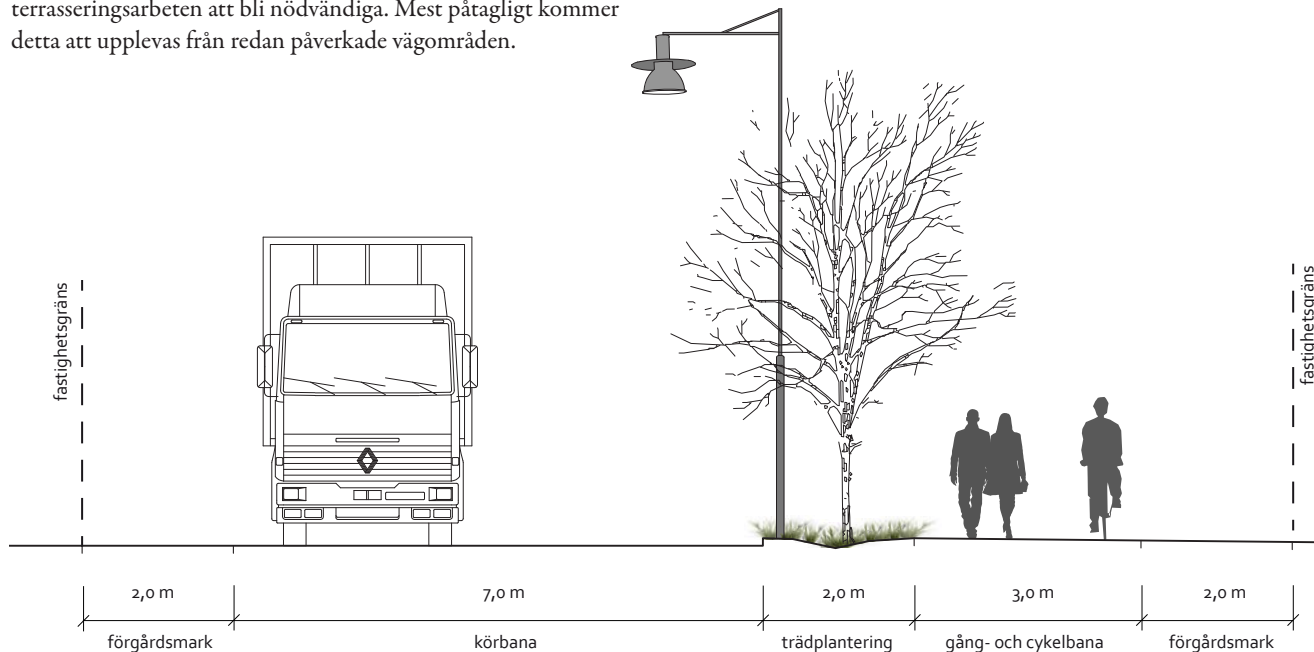 terrasseringsarbeten att bli nödvändiga. Mest påtagligt kommer
detta att upplevas från redan påverkade vägområden.
fastighetsgräns
fastighetsgräns
2,0 m
7,0 m
2,0 m
3,0 m
2,0 m
förgårdsmark
körbana
trädplantering
gång- och cykelbana
förgårdsmark